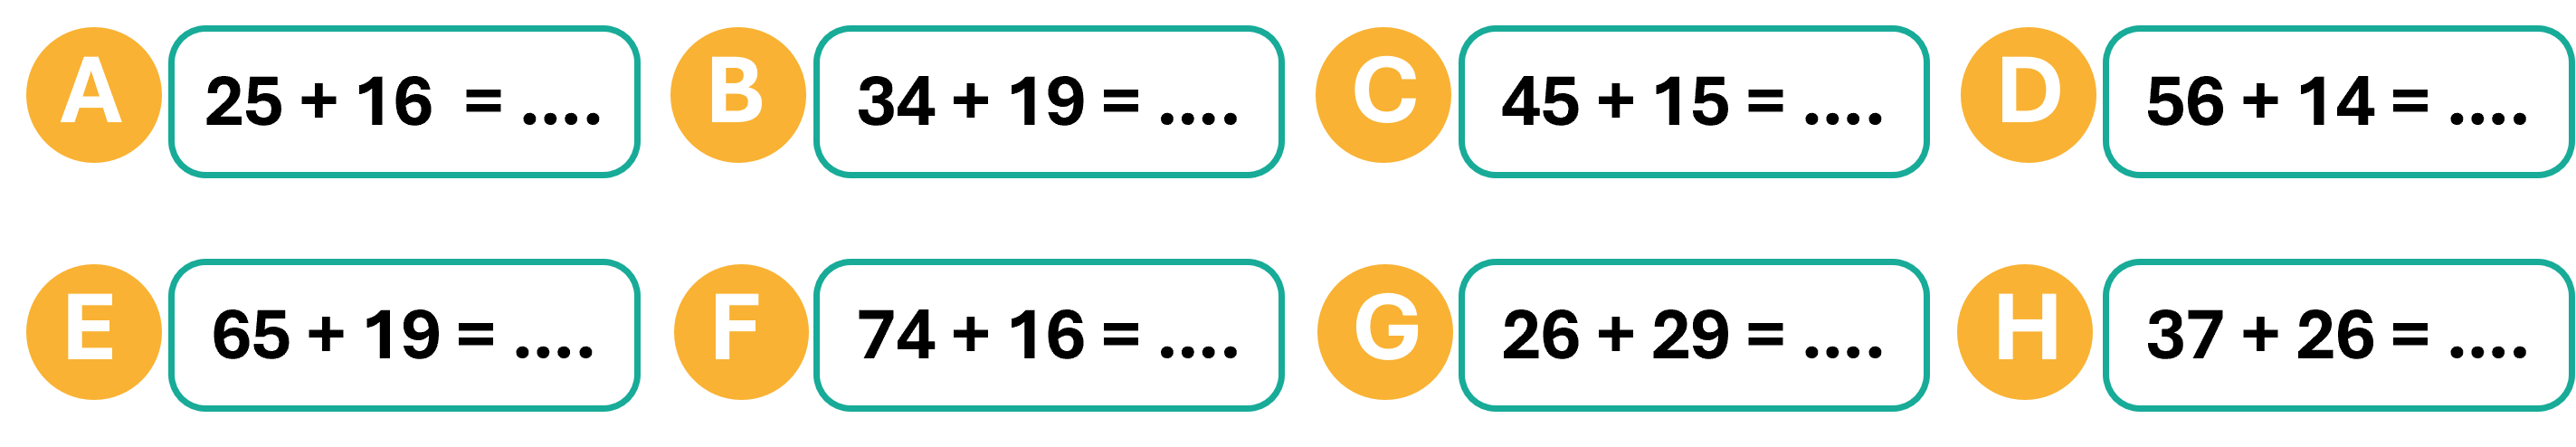 A 25 + 16 = .... B 34 + 19 = .... C 45 + 15 = .... D 56 + 14 = ....
E 65 + 19 = .... F 74 + 16 = .... G 26 + 29 = .... H 37 + 26 = ....